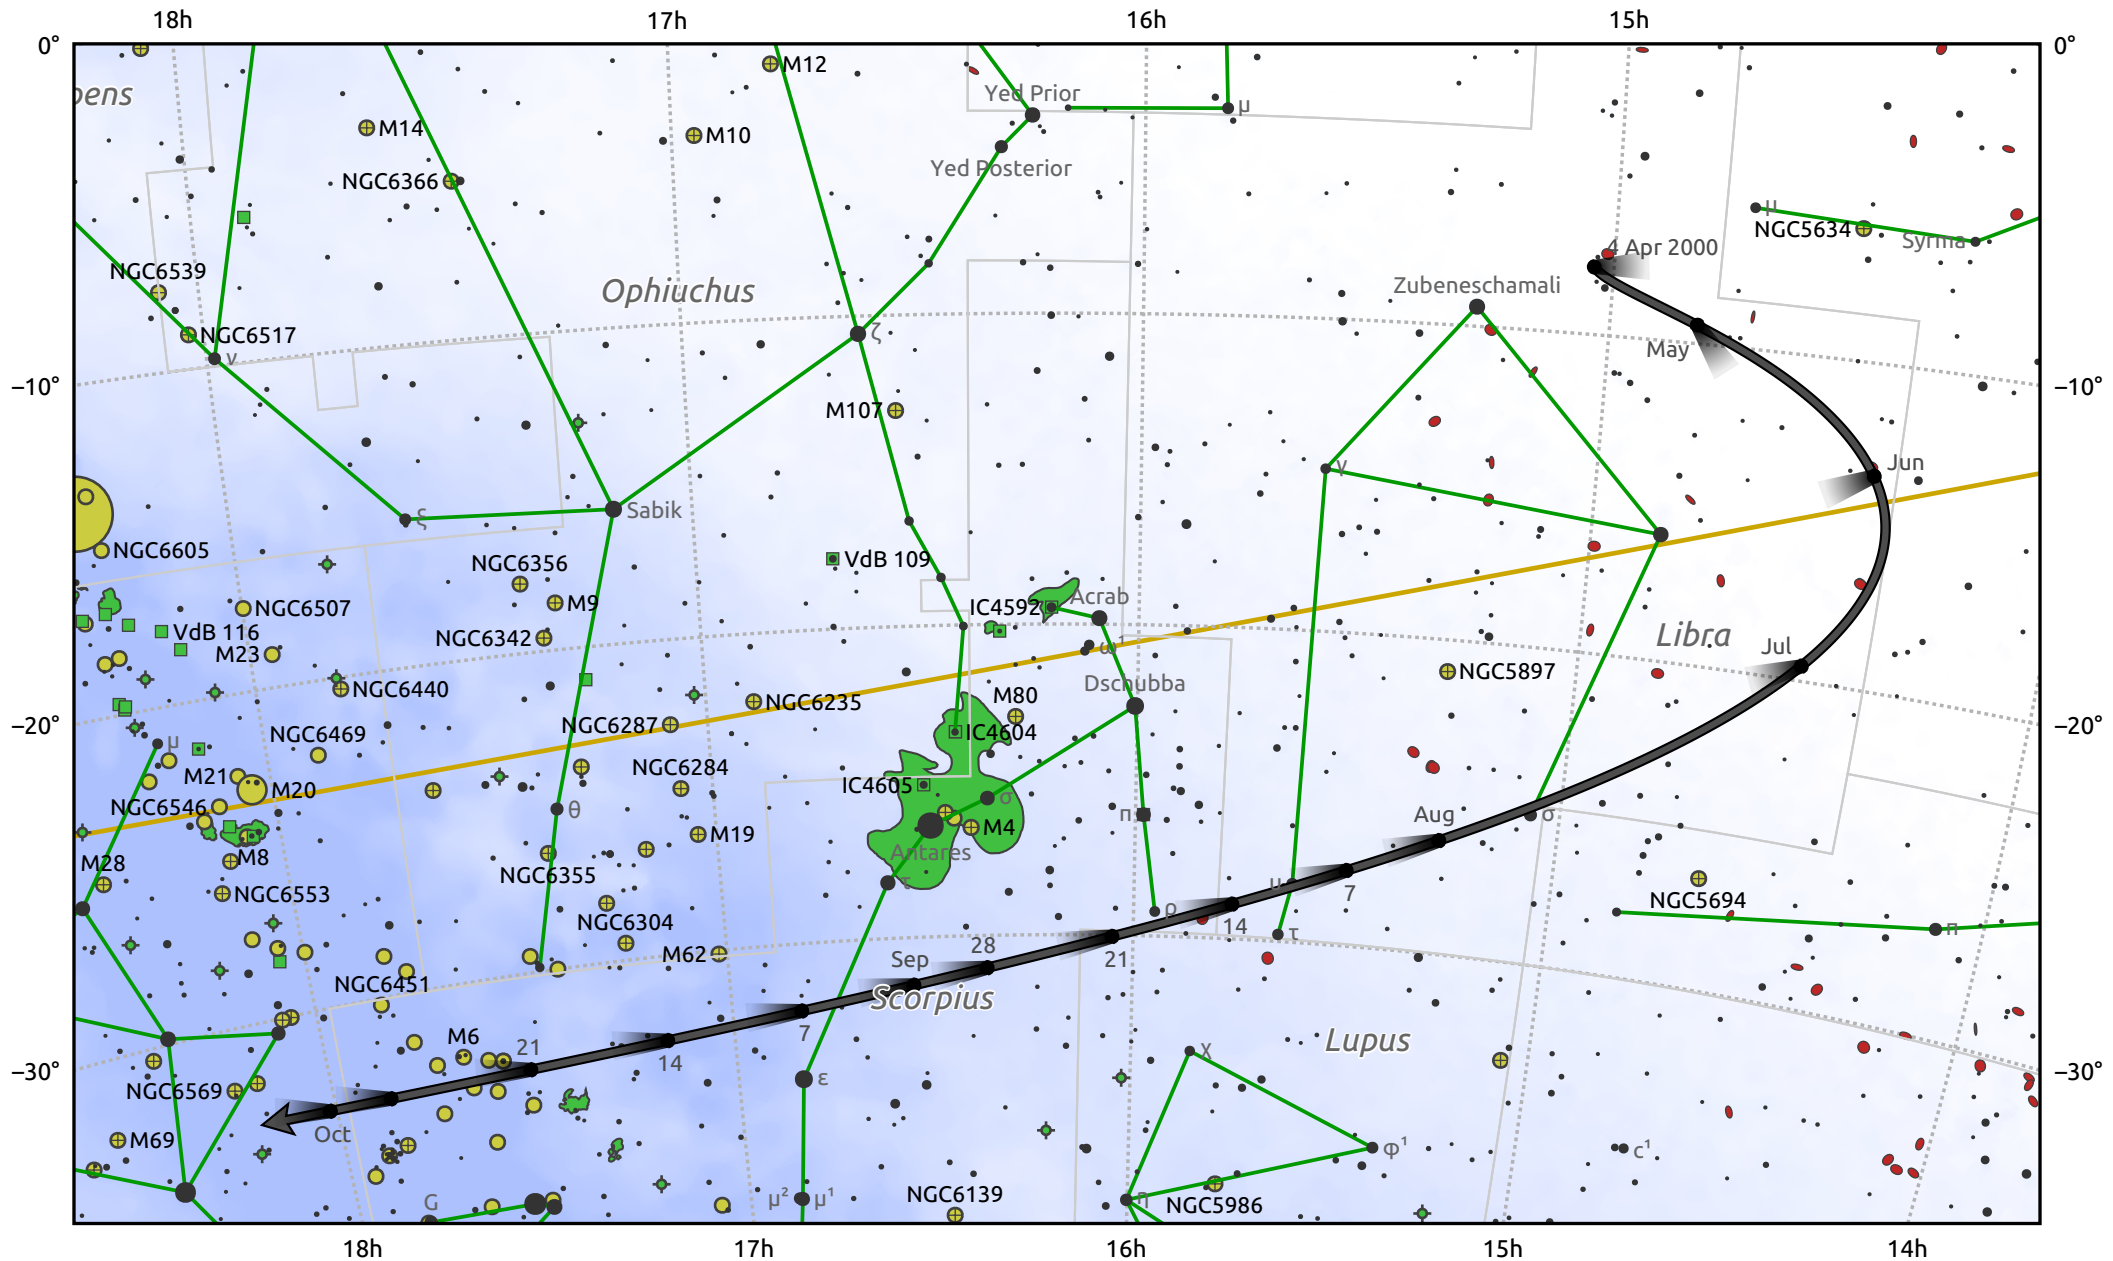 18h 17h 16h 15h
0° 0°
M12
pens
Yed Prior
μ
M14
M10
Yed Posterior
NGC6366
μ
NGC5634
Syrma
4 Apr 2000
NGC6539
Ophiuchus
Zubeneschamali
NGC6517
ζ
ν
May
−10° −10°
M107
γ
Jun
Sabik
ξ
NGC6605
VdB 109
NGC6356
M9
IC4592
Acrab
NGC6507
VdB 116
NGC6342
ω¹
Libra
M23
Jul
NGC5897
NGC6440
Dschubba
M80
NGC6235
−20° −20°
NGC6287
IC4604
μ
NGC6469
NGC6284
M21
M20
IC4605
σ
NGC6546
θ
π
Aug
σ
M19
M4
M8
Antares
M28
NGC6355
τ
μ
7
NGC6553
NGC5694
NGC6304
ρ
14
τ
π
28
M62
Sep
21
NGC6451
Scorpius
7
M6
21
14
Lupus
χ
−30° −30°
NGC6569
ε
Oct
M69
φ¹
c¹
G
μ² μ¹
NGC6139
η
NGC5986
18h 17h 16h 15h 14h